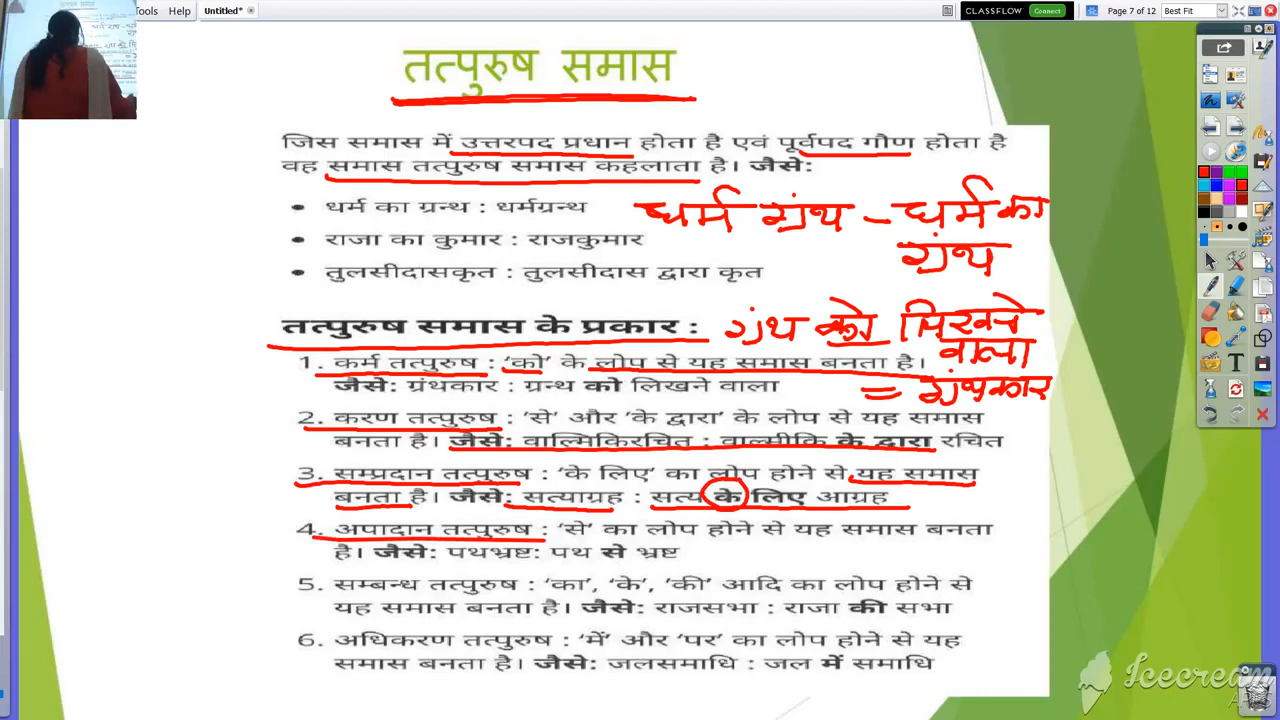 Tools Help Untitled* CLASSFLOW Connect Page 7 of 12 Best Fit
तत्पुरुष समास
जिस समास में उत्तरपद प्रधान होता है एवं पूर्वपद गौण होता है
वह समास तत्पुरुष समास कहलाता है। जैसे:
• धर्म का ग्रन्थ : धर्मग्रन्थ
धर्म ग्रंथ – धर्म का
ग्रंथ
• राजा का कुमार : राजकुमार
• तुलसीदासकृत : तुलसीदास द्वारा कृत
तत्पुरुष समास के प्रकार :
ग्रंथ को लिखने
वाला
= ग्रंथकार
1. कर्म तत्पुरुष : ‘को’ के लोप से यह समास बनता है।
जैसे: ग्रंथकार : ग्रन्थ को लिखने वाला
2. करण तत्पुरुष : ‘से’ और ‘के द्वारा’ के लोप से यह समास
बनता है। जैसे: वाल्मिकिरचित : वाल्मीकि के द्वारा रचित
3. सम्प्रदान तत्पुरुष : ‘के लिए’ का लोप होने से यह समास
बनता है। जैसे: सत्याग्रह : सत्य के लिए आग्रह
4. अपादान तत्पुरुष : ‘से’ का लोप होने से यह समास बनता
है। जैसे: पथभ्रष्ट: पथ से भ्रष्ट
5. सम्बन्ध तत्पुरुष : ‘का’, ‘के’, ‘की’ आदि का लोप होने से
यह समास बनता है। जैसे: राजसभा : राजा की सभा
6. अधिकरण तत्पुरुष : ‘में’ और ‘पर’ का लोप होने से यह
समास बनता है। जैसे: जलसमाधि : जल में समाधि
Icecream
APPS